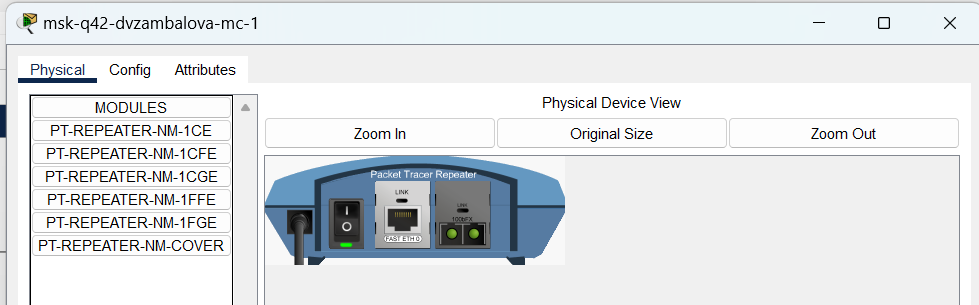 msk-q42-dvzambalova-mc-1
Physical Config Attributes
MODULES
PT-REPEATER-NM-1CE
PT-REPEATER-NM-1CFE
PT-REPEATER-NM-1CGE
PT-REPEATER-NM-1FFE
PT-REPEATER-NM-1FGE
PT-REPEATER-NM-COVER
Physical Device View
Zoom In Original Size Zoom Out
Packet Tracer Repeater
LINK LINK
100bFX
FAST ETH 0